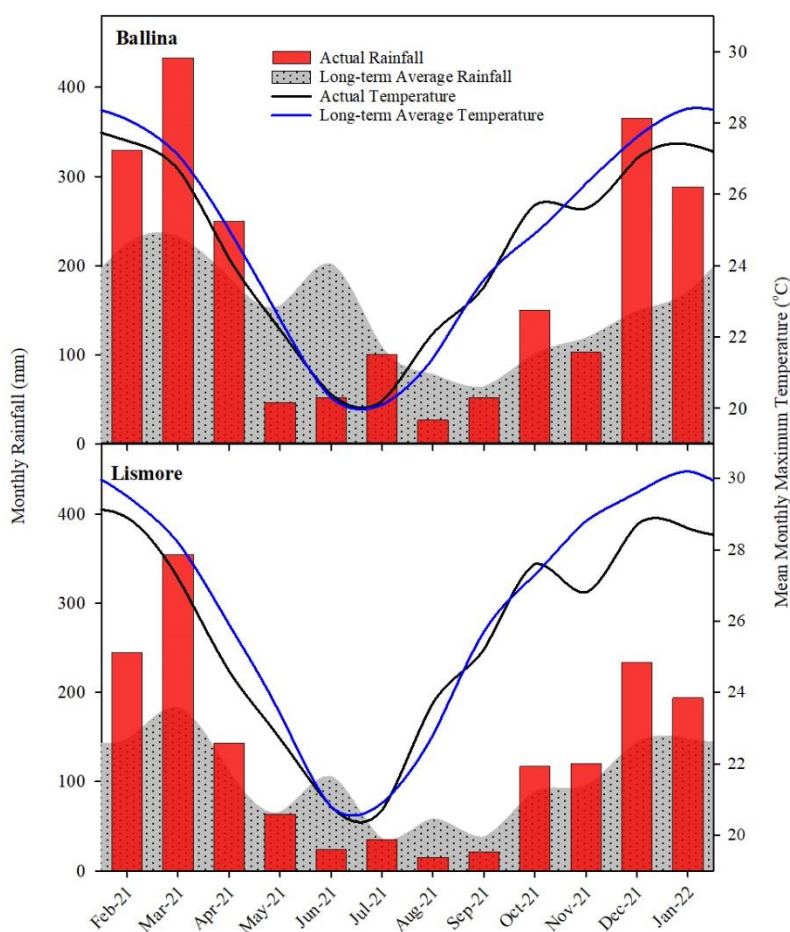 Ballina
Actual Rainfall
Long-term Average Rainfall
Actual Temperature
Long-term Average Temperature
400
300
200
100
0
30
28
26
24
22
20
Lismore
400
300
200
100
0
30
28
26
24
22
20
Monthly Rainfall (mm)
Mean Monthly Maximum Temperature (°C)
Feb-21
Mar-21
Apr-21
May-21
Jun-21
Jul-21
Aug-21
Sep-21
Oct-21
Nov-21
Dec-21
Jan-22